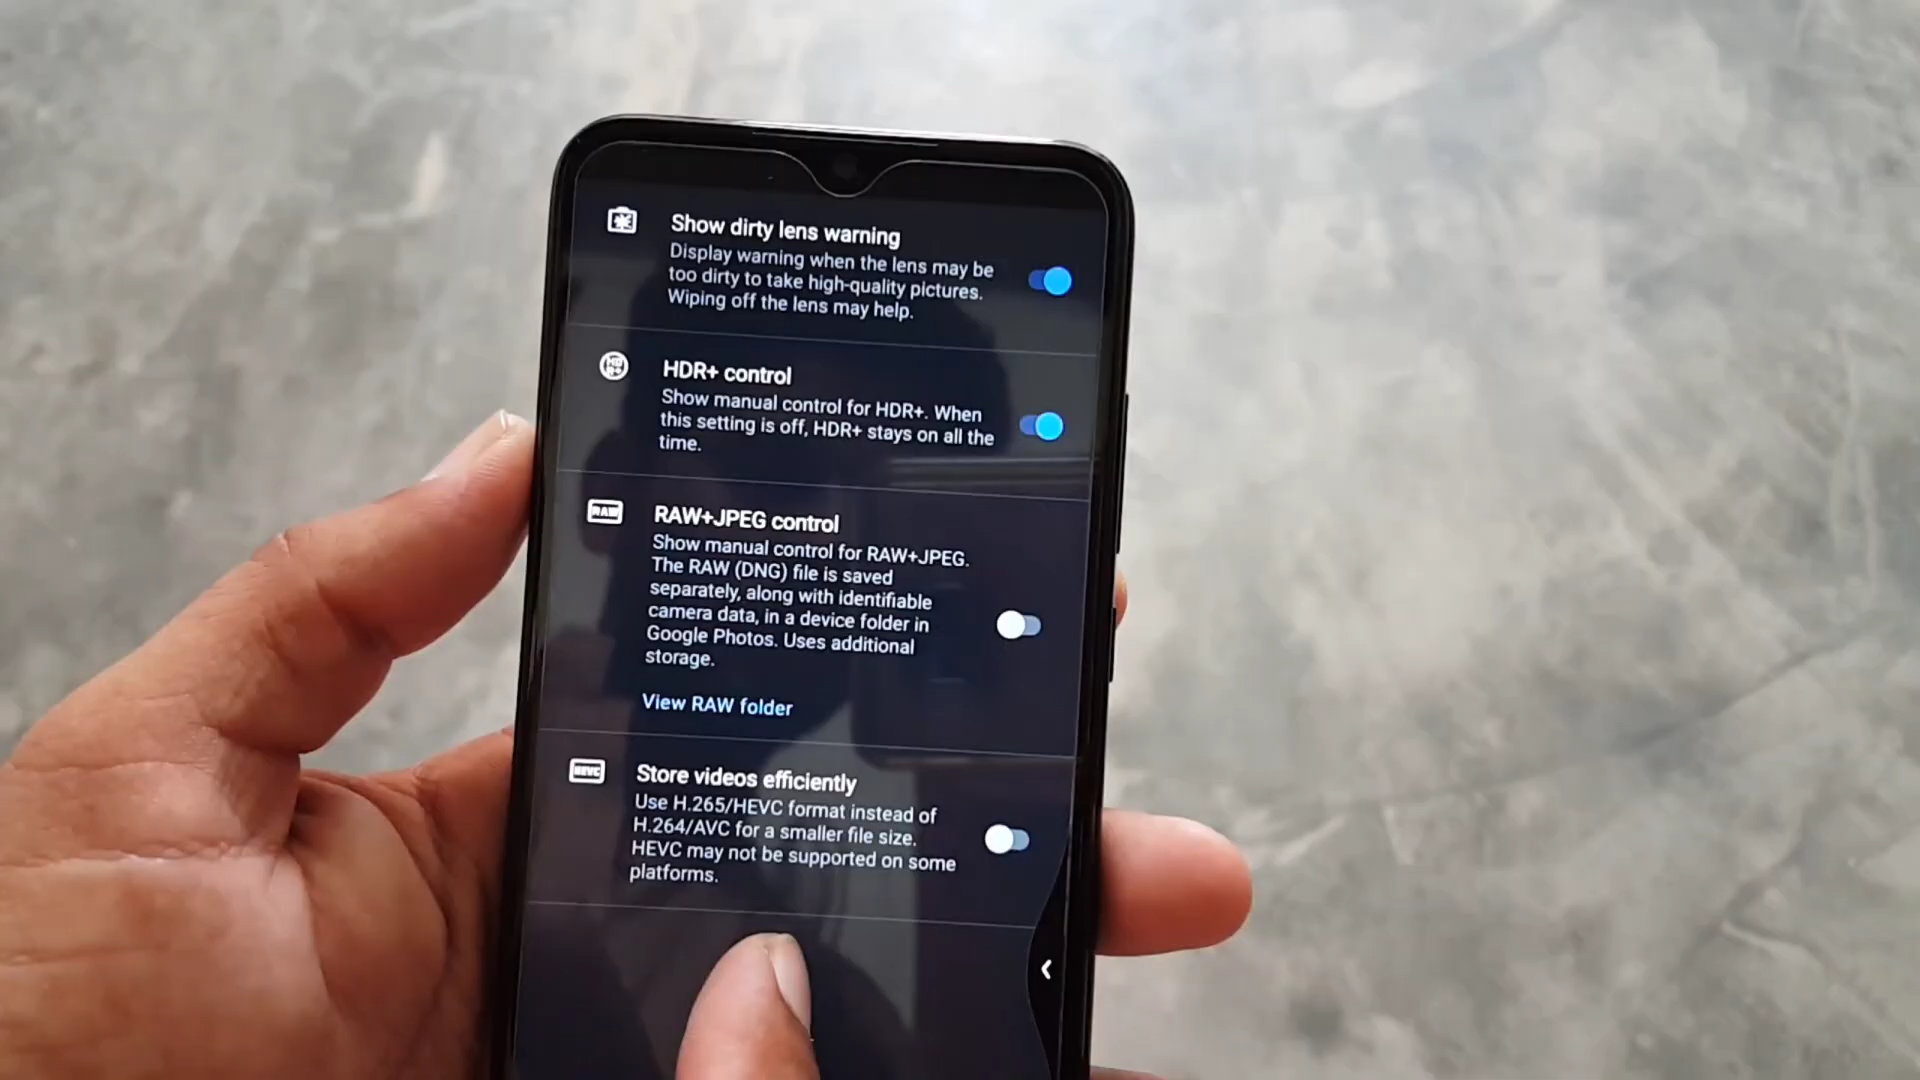 Show dirty lens warning
Display warning when the lens may be
too dirty to take high-quality pictures.
Wiping off the lens may help.
HD
R+
HDR+ control
Show manual control for HDR+. When
this setting is off, HDR+ stays on all the
time.
RAW
RAW+JPEG control
Show manual control for RAW+JPEG.
The RAW (DNG) file is saved
separately, along with identifiable
camera data, in a device folder in
Google Photos. Uses additional
storage.
View RAW folder
HEVC
Store videos efficiently
Use H.265/HEVC format instead of
H.264/AVC for a smaller file size.
HEVC may not be supported on some
platforms.